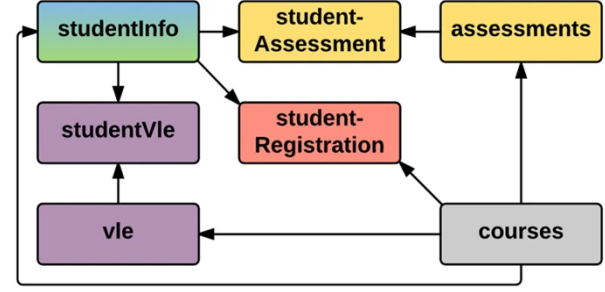 studentInfo
student-
Assessment
assessments
studentVle
student-
Registration
vle
courses